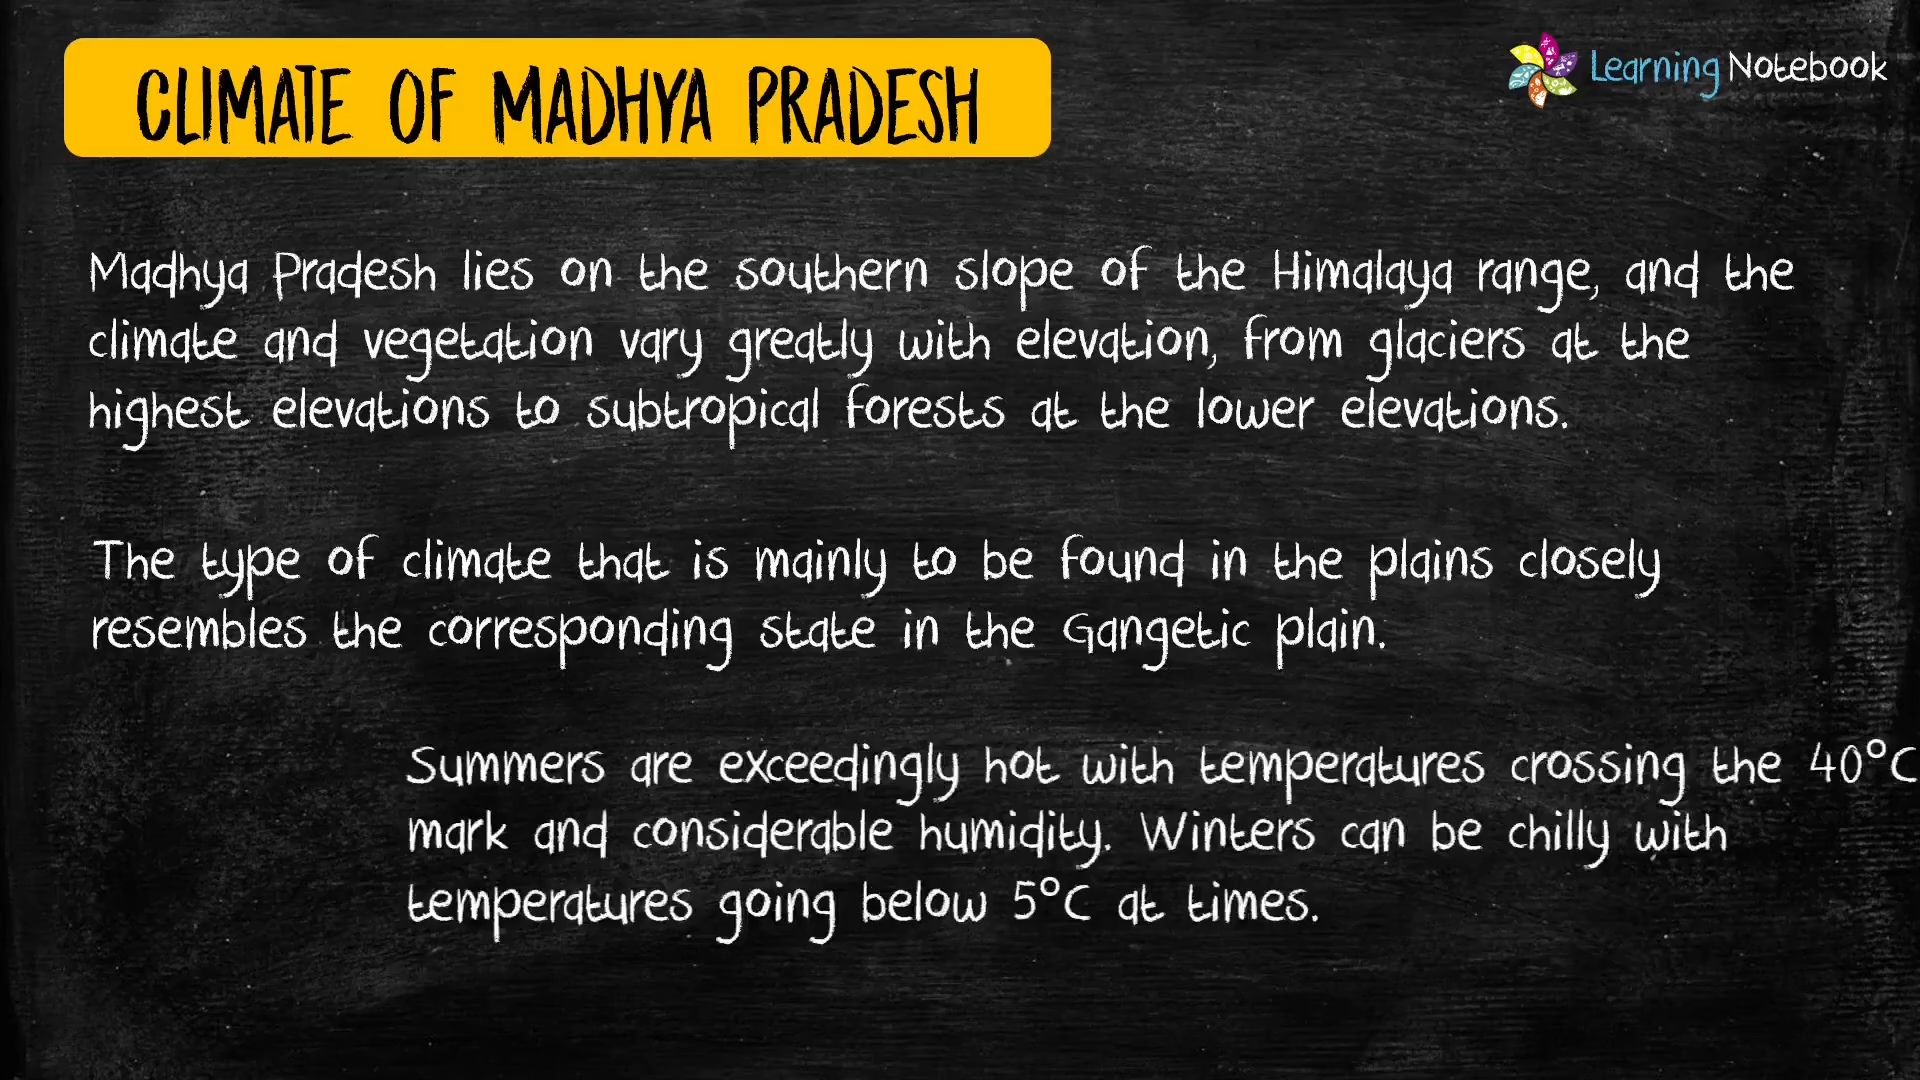 CLIMATE OF MADHYA PRADESH
Learning Notebook
Madhya Pradesh lies on the southern slope of the Himalaya range, and the
climate and vegetation vary greatly with elevation, from glaciers at the
highest elevations to subtropical forests at the lower elevations.
The type of climate that is mainly to be found in the plains closely
resembles the corresponding state in the Gangetic plain.
Summers are exceedingly hot with temperatures crossing the 40°C
mark and considerable humidity. Winters can be chilly with
temperatures going below 5°C at times.